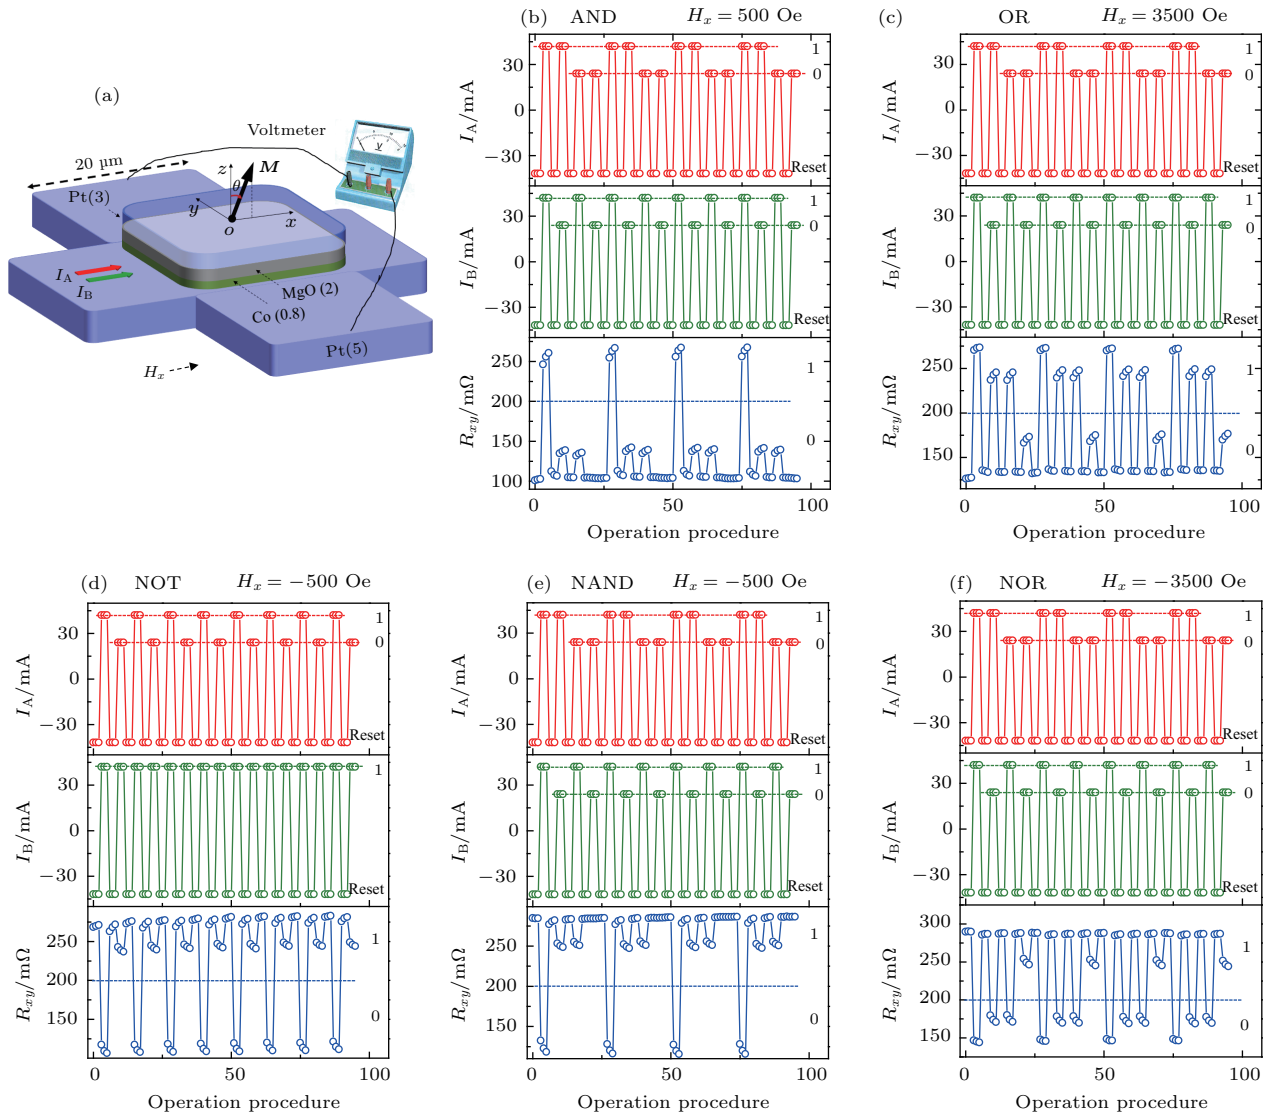 (a)
Voltmeter
V
20 μm
Pt(3)
z
θ
M
y
x
o
I_A
I_B
MgO (2)
Co (0.8)
Pt(5)
H_x
(b) AND H_x = 500 Oe
30
0
−30
I_A/mA
1
0
Reset
30
0
−30
I_B/mA
1
0
Reset
250
200
150
100
R_xy/mΩ
1
0
0 50 100
Operation procedure
(c) OR H_x = 3500 Oe
30
0
−30
I_A/mA
1
0
Reset
30
0
−30
I_B/mA
1
0
Reset
250
200
150
R_xy/mΩ
1
0
0 50 100
Operation procedure
(d) NOT H_x = −500 Oe
30
0
−30
I_A/mA
1
0
Reset
30
0
−30
I_B/mA
1
Reset
250
200
150
R_xy/mΩ
1
0
0 50 100
Operation procedure
(e) NAND H_x = −500 Oe
30
0
−30
I_A/mA
1
0
Reset
30
0
−30
I_B/mA
1
0
Reset
250
200
150
R_xy/mΩ
1
0
0 50 100
Operation procedure
(f) NOR H_x = −3500 Oe
30
0
−30
I_A/mA
1
0
Reset
30
0
−30
I_B/mA
1
0
Reset
300
250
200
150
R_xy/mΩ
1
0
0 50 100
Operation procedure